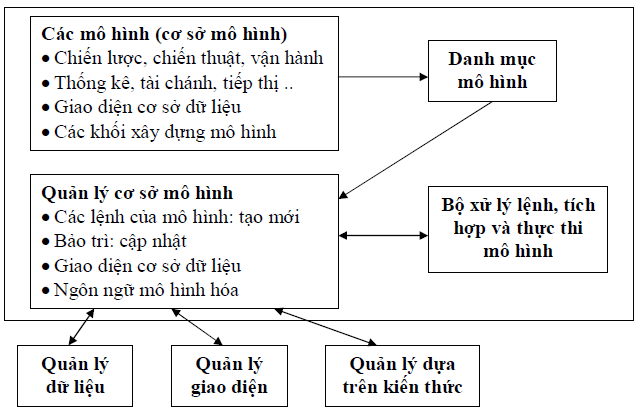 Các mô hình (cơ sở mô hình)
• Chiến lược, chiến thuật, vận hành
• Thống kê, tài chánh, tiếp thị ..
• Giao diện cơ sở dữ liệu
• Các khối xây dựng mô hình
Danh mục
mô hình
Quản lý cơ sở mô hình
• Các lệnh của mô hình: tạo mới
• Bảo trì: cập nhật
• Giao diện cơ sở dữ liệu
• Ngôn ngữ mô hình hóa
Bộ xử lý lệnh, tích
hợp và thực thi
mô hình
Quản lý
dữ liệu
Quản lý
giao diện
Quản lý dựa
trên kiến thức